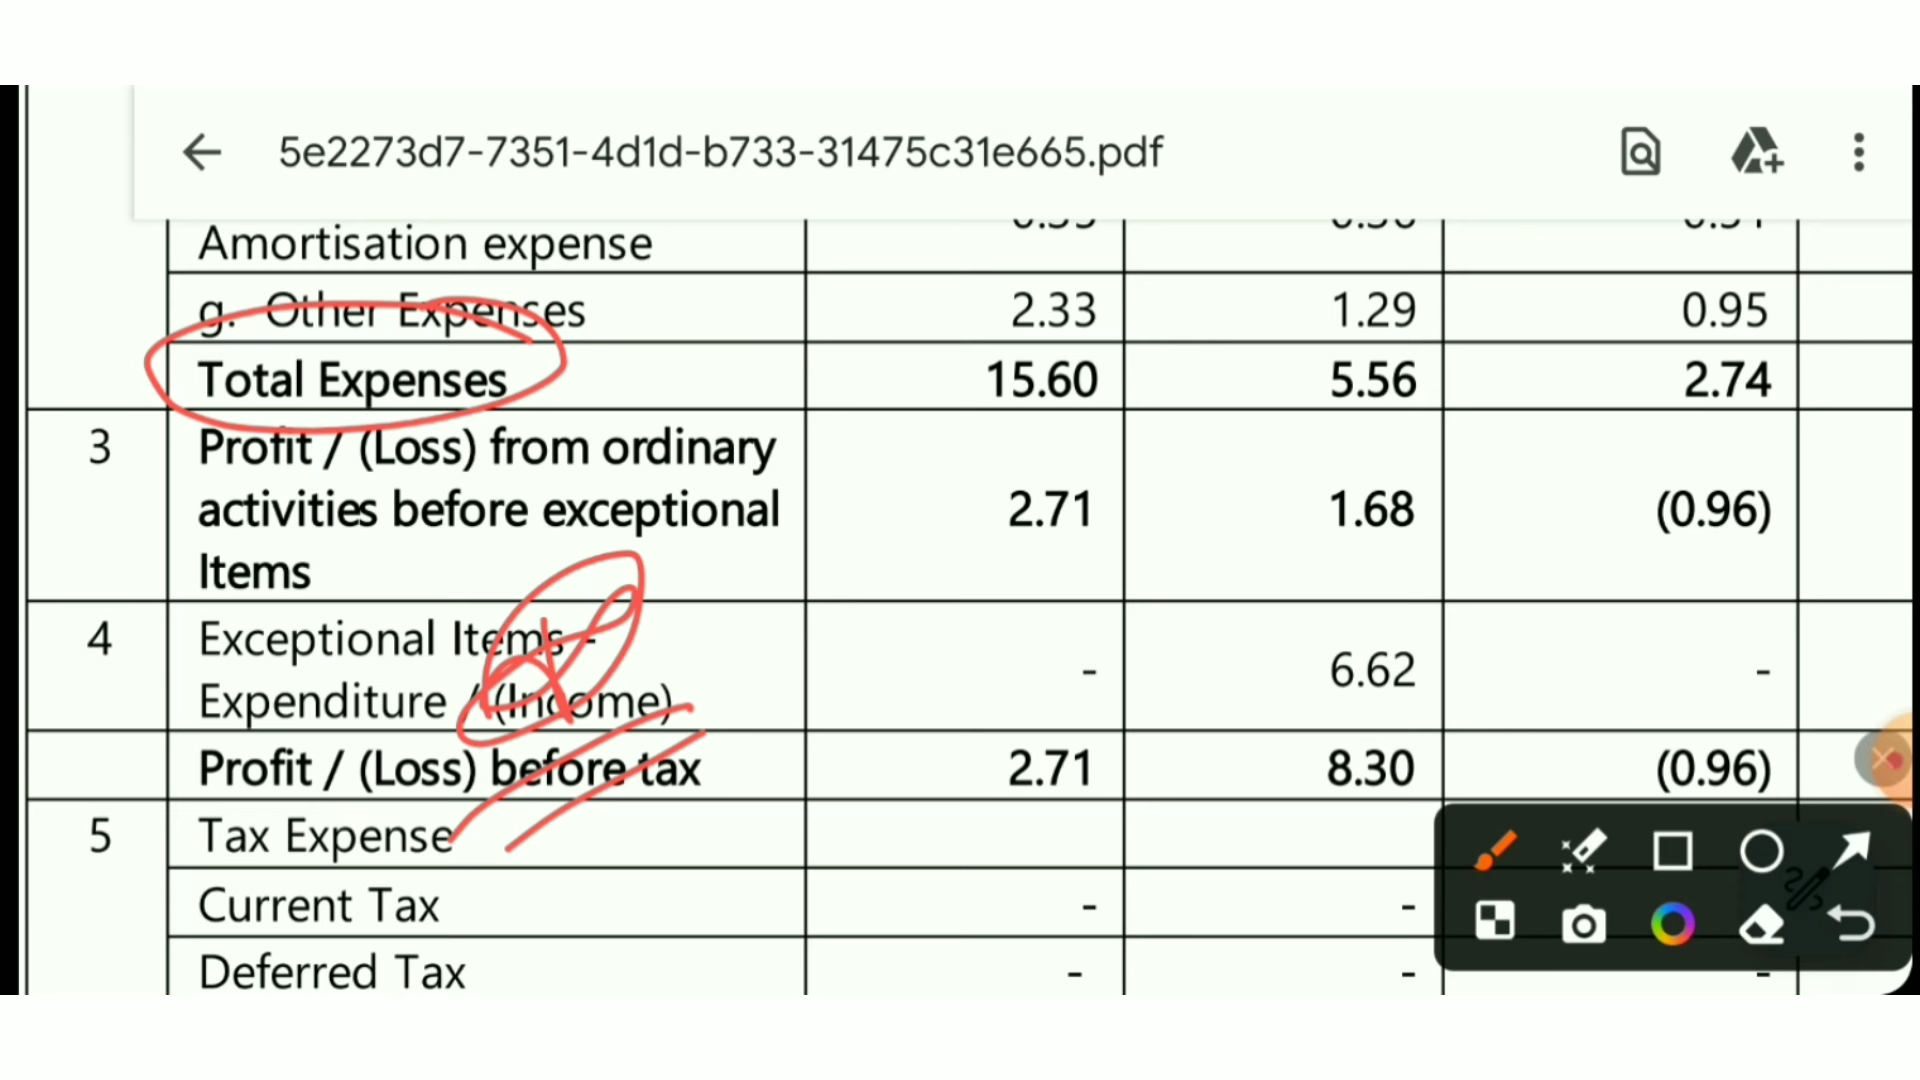 5e2273d7-7351-4d1d-b733-31475c31e665.pdf
Amortisation expense
g. Other Expenses 2.33 1.29 0.95
Total Expenses 15.60 5.56 2.74
3 Profit / (Loss) from ordinary
activities before exceptional 2.71 1.68 (0.96)
Items
4 Exceptional Items -
Expenditure / (Income) - 6.62 -
Profit / (Loss) before tax 2.71 8.30 (0.96)
5 Tax Expense
Current Tax - -
Deferred Tax - - -